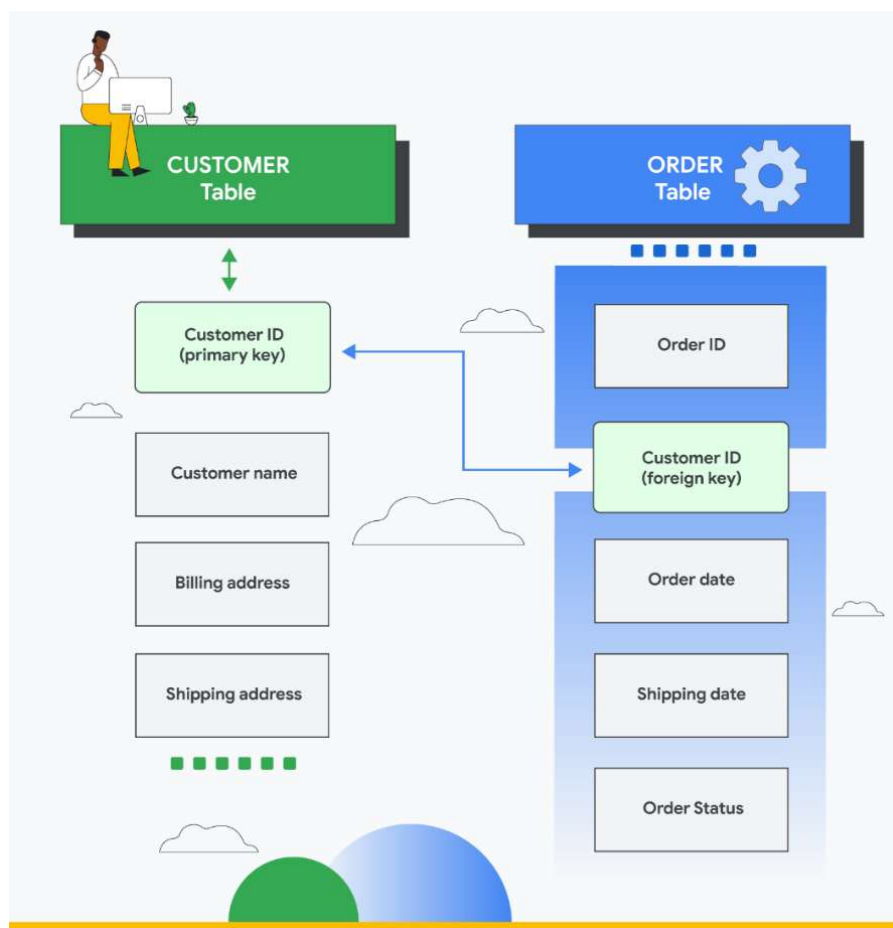 CUSTOMER
Table
Customer ID
(primary key)
Customer name
Billing address
Shipping address
ORDER
Table
Order ID
Customer ID
(foreign key)
Order date
Shipping date
Order Status